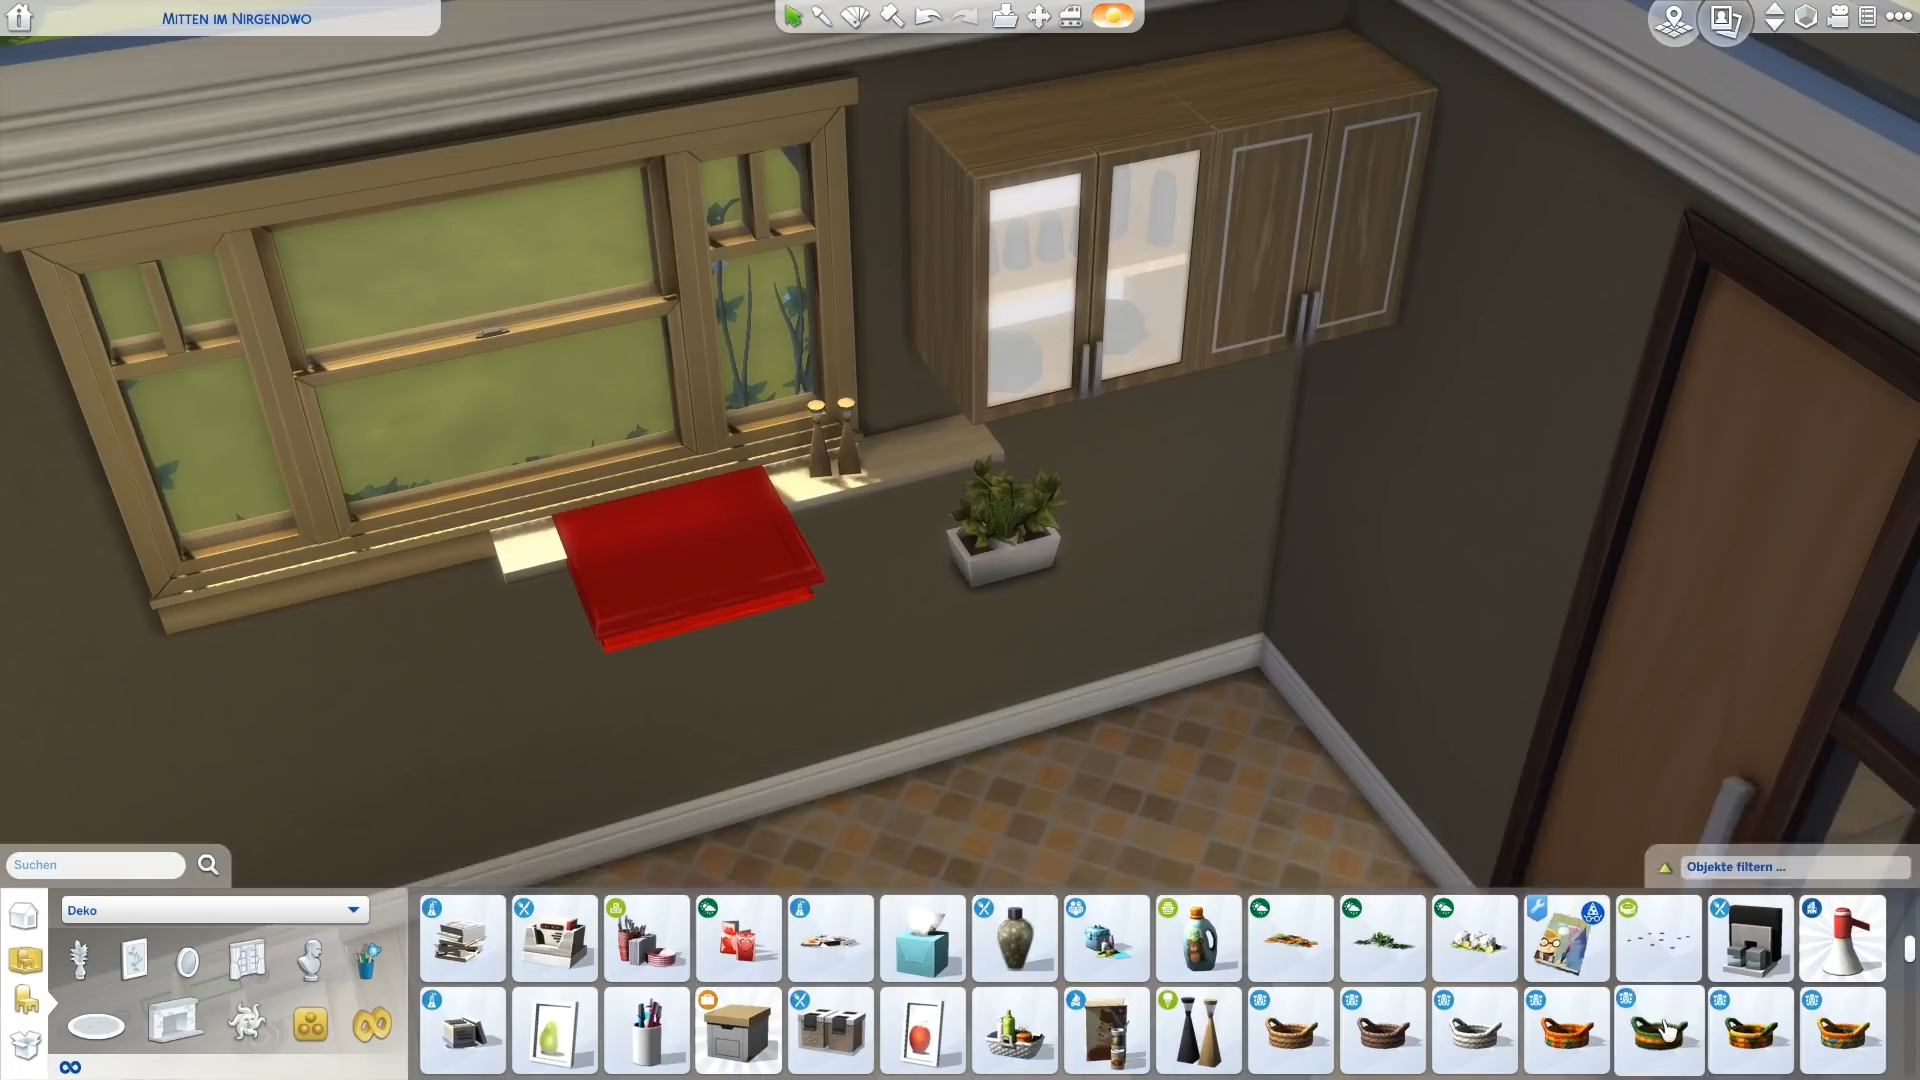 Mitten im Nirgendwo
Suchen
Objekte filtern ...
Deko